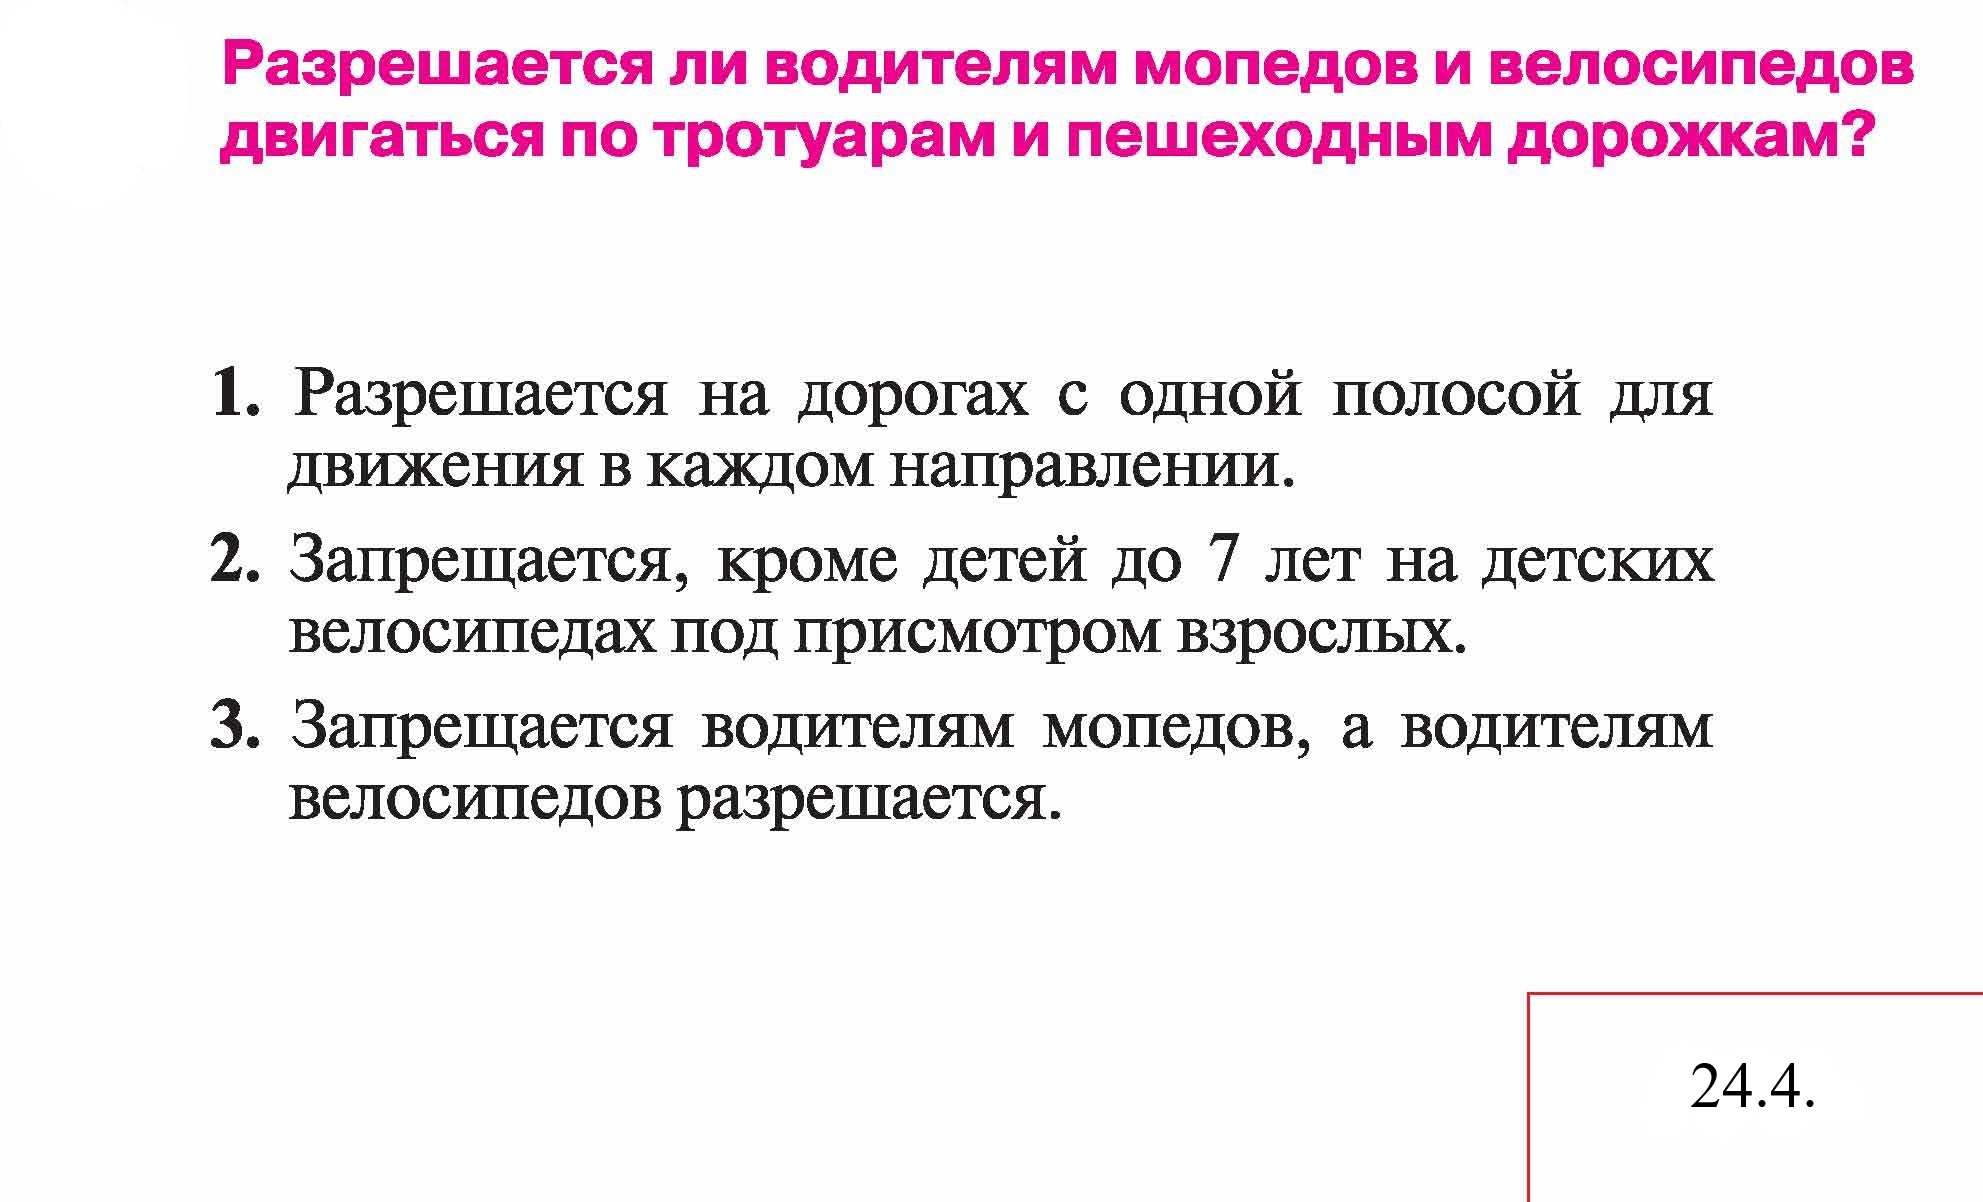 Разрешается ли водителям мопедов и велосипедов
двигаться по тротуарам и пешеходным дорожкам?
1. Разрешается на дорогах с одной полосой для
движения в каждом направлении.
2. Запрещается, кроме детей до 7 лет на детских
велосипедах под присмотром взрослых.
3. Запрещается водителям мопедов, а водителям
велосипедов разрешается.
24.4.